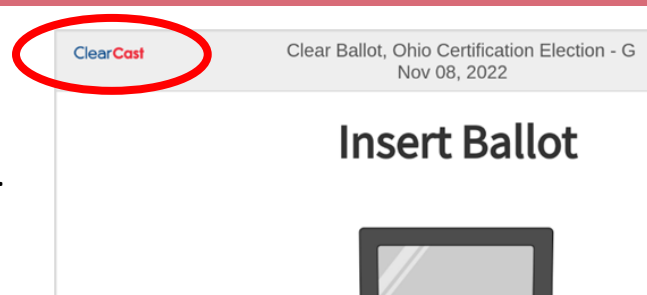 ClearCast
Clear Ballot, Ohio Certification Election - G
Nov 08, 2022
Insert Ballot
.